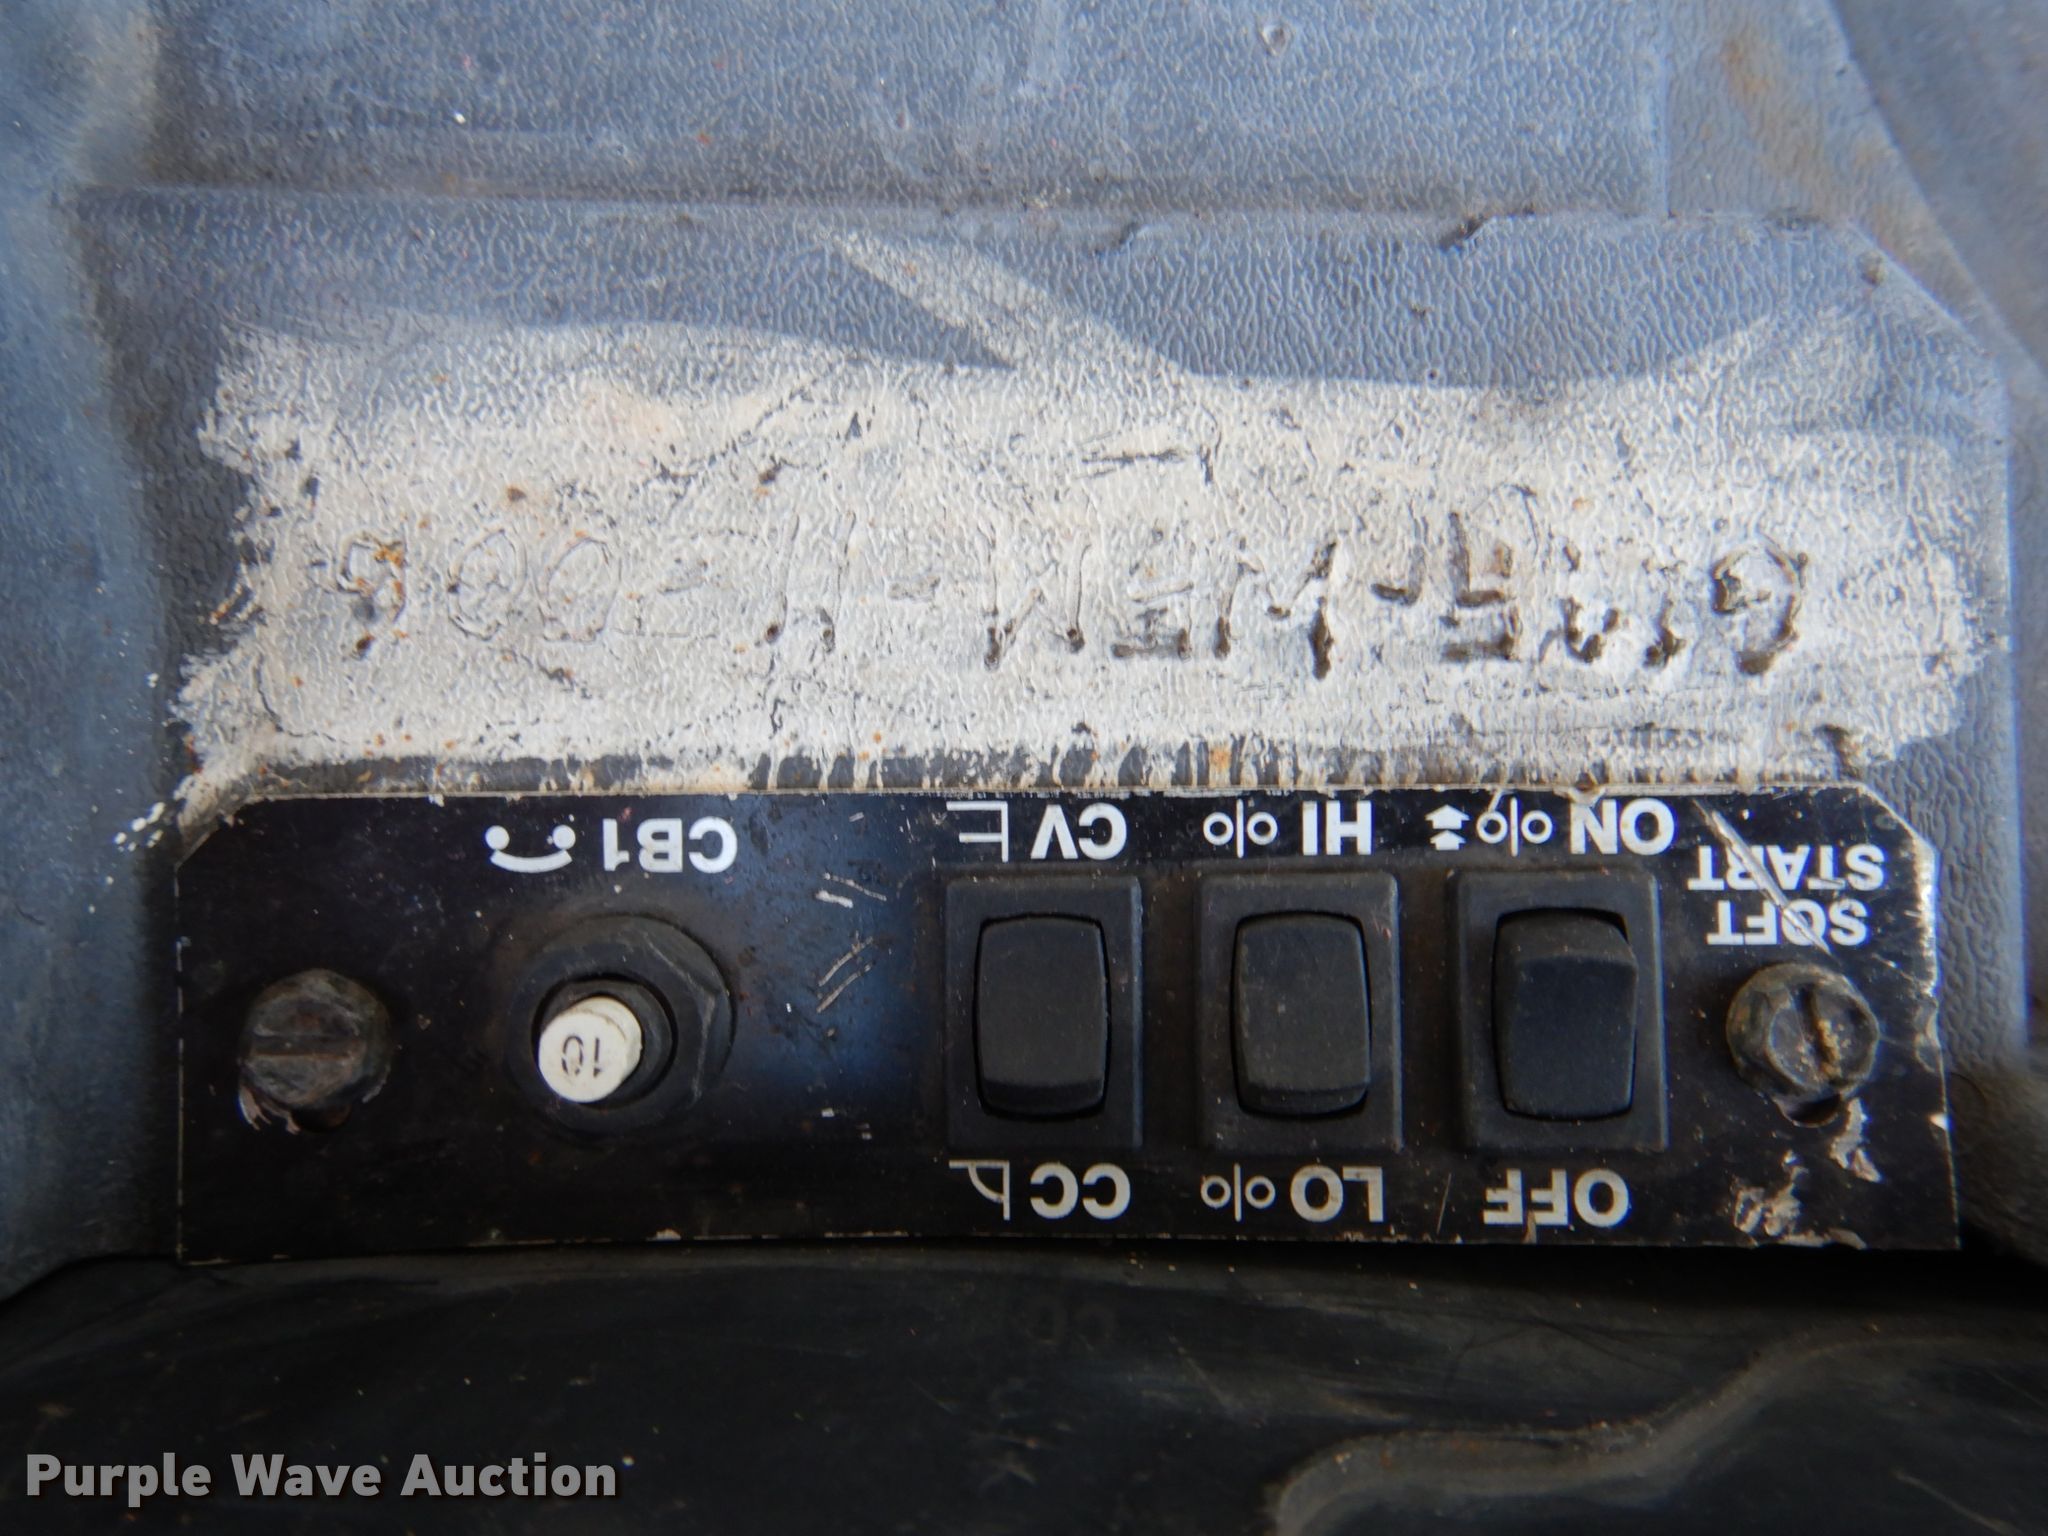 SOFT
START
OFF LO CC
10
ON HI CV CB1
Purple Wave Auction